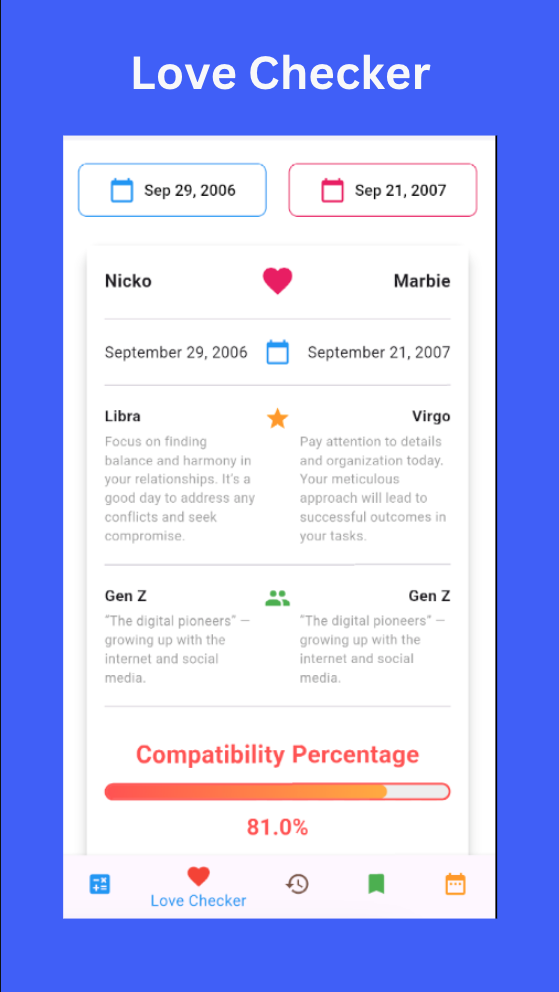 Love Checker
Sep 29, 2006
Sep 21, 2007
Nicko
Marbie
September 29, 2006
September 21, 2007
Libra
Focus on finding
balance and harmony in
your relationships. It's a
good day to address any
conflicts and seek
compromise.
Virgo
Pay attention to details
and organization today.
Your meticulous
approach will lead to
successful outcomes in
your tasks.
Gen Z
“The digital pioneers” —
growing up with the
internet and social
media.
Gen Z
“The digital pioneers” —
growing up with the
internet and social
media.
Compatibility Percentage
81.0%
Love Checker